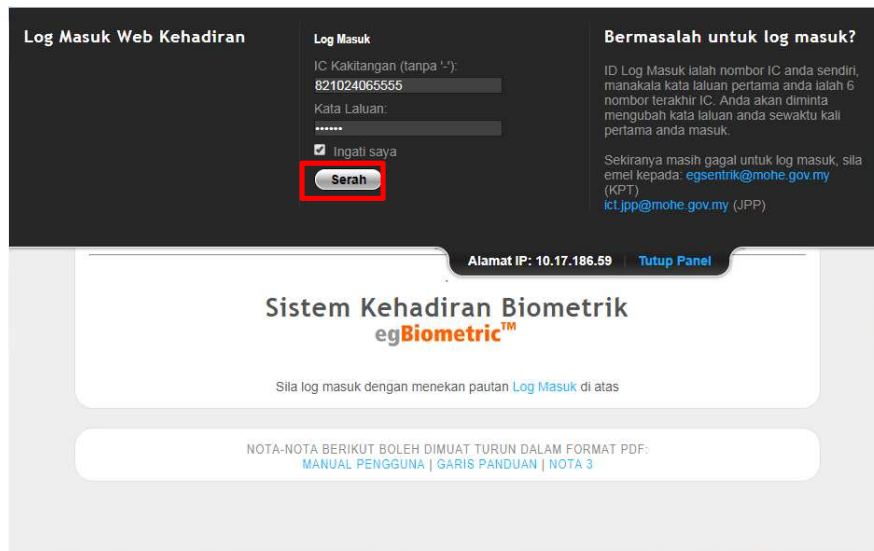 Log Masuk Web Kehadiran
Log Masuk
IC Kakitangan (tanpa '-'):
821024065555
Kata Laluan:
••••••
Ingati saya
Serah
Bermasalah untuk log masuk?
ID Log Masuk ialah nombor IC anda sendiri,
manakala kata laluan pertama anda ialah 6
nombor terakhir IC. Anda akan diminta
mengubah kata laluan anda sewaktu kali
pertama anda masuk.
Sekiranya masih gagal untuk log masuk, sila
emel kepada: egsentrik@mohe.gov.my
(KPT)
ict.jpp@mohe.gov.my (JPP)
Alamat IP: 10.17.186.59 | Tutup Panel
Sistem Kehadiran Biometrik
egBiometric™
Sila log masuk dengan menekan pautan Log Masuk di atas
NOTA-NOTA BERIKUT BOLEH DIMUAT TURUN DALAM FORMAT PDF:
MANUAL PENGGUNA | GARIS PANDUAN | NOTA 3